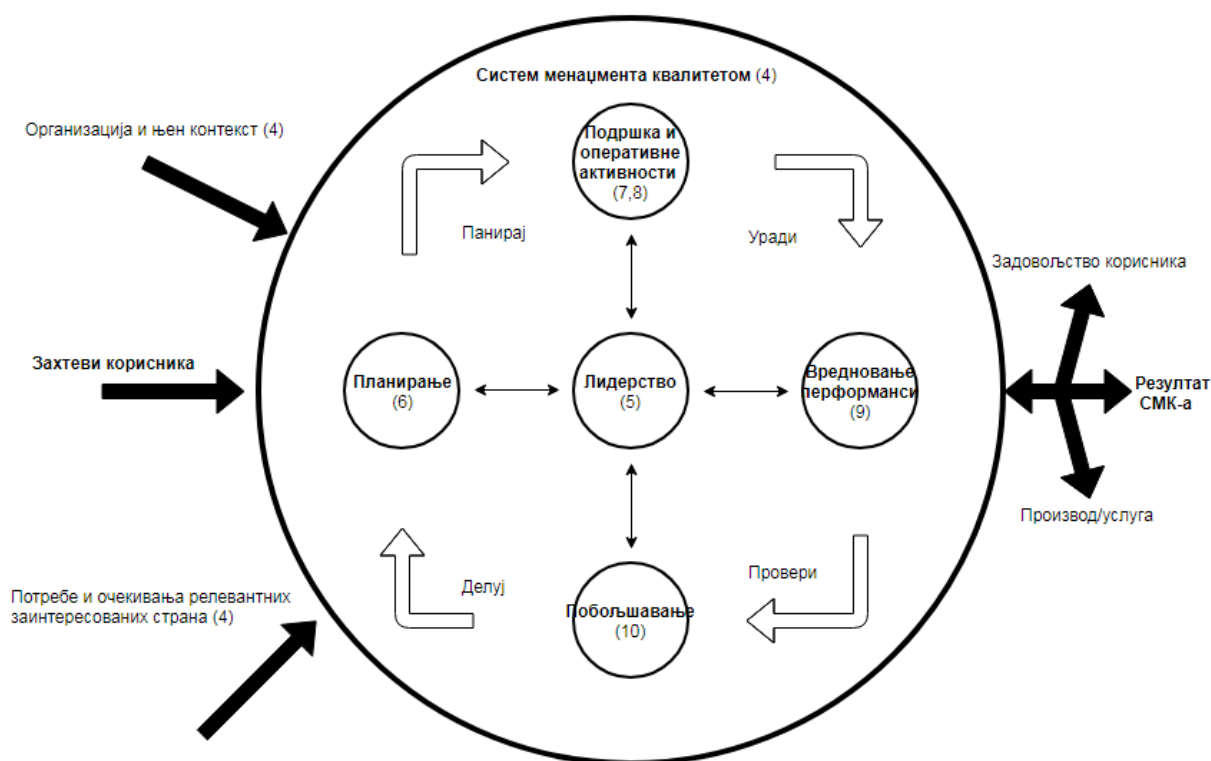 Систем менаџмента квалитетом (4)
Организација и њен контекст (4)
Подршка и
оперативне
активности
(7,8)
Панирај
Уради
Задовољство корисника
Захтеви корисника
Планирање
(6)
Лидерство
(5)
Вредновање
перформанси
(9)
Резултат
СМК-а
Производ/услуга
Делуј
Провери
Потребе и очекивања релевантних
заинтересованих страна (4)
Побољшавање
(10)